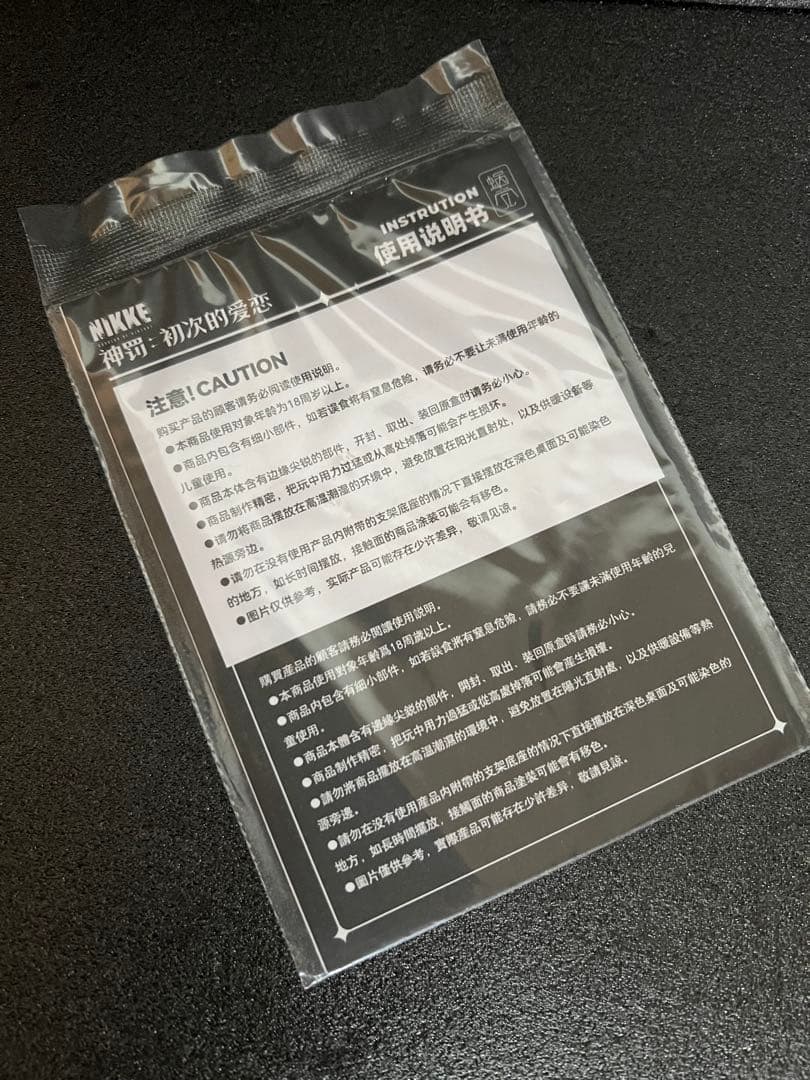 蜗之
INSTRUTION
使用说明书
NIKKE
神罚：初次的爱恋
注意！CAUTION
购买产品的顾客请务必阅读使用说明。
●本商品使用对象年龄为18周岁以上。
●商品内包含有细小部件，如若误食将有窒息危险，请务必不要让未满使用年龄的
儿童使用。
●商品本体含有边缘尖锐的部件，开封、取出、装回原盒时请务必小心。
●商品制作精密，把玩中用力过猛或从高处掉落可能会产生损坏。
●请勿将商品摆放在高温潮湿的环境中，避免放置在阳光直射处，以及供暖设备等
热源旁边。
●请勿在没有使用产品内附带的支架底座的情况下直接摆放在深色桌面及可能染色
的地方，如长时间摆放，接触面的商品涂装可能会有移色。
●图片仅供参考，实际产品可能存在少许差异，敬请见谅。
購買産品的顧客請務必閲讀使用説明。
●本商品使用對象年齡爲18周歲以上。
●商品内包含有細小部件，如若誤食將有窒息危險，請務必不要讓未滿使用年齡的兒
童使用。
●商品本體含有邊緣尖鋭的部件，開封、取出、裝回原盒時請務必小心。
●商品制作精密，把玩中用力過猛或從高處掉落可能會産生損壞。
●請勿將商品擺放在高温潮濕的環境中，避免放置在陽光直射處，以及供暖設備等熱
源旁邊。
●請勿在没有使用産品内附帶的支架底座的情况下直接擺放在深色桌面及可能染色的
地方，如長時間擺放，接觸面的商品塗裝可能會有移色。
●圖片僅供參考，實際産品可能存在少許差异，敬請見諒。